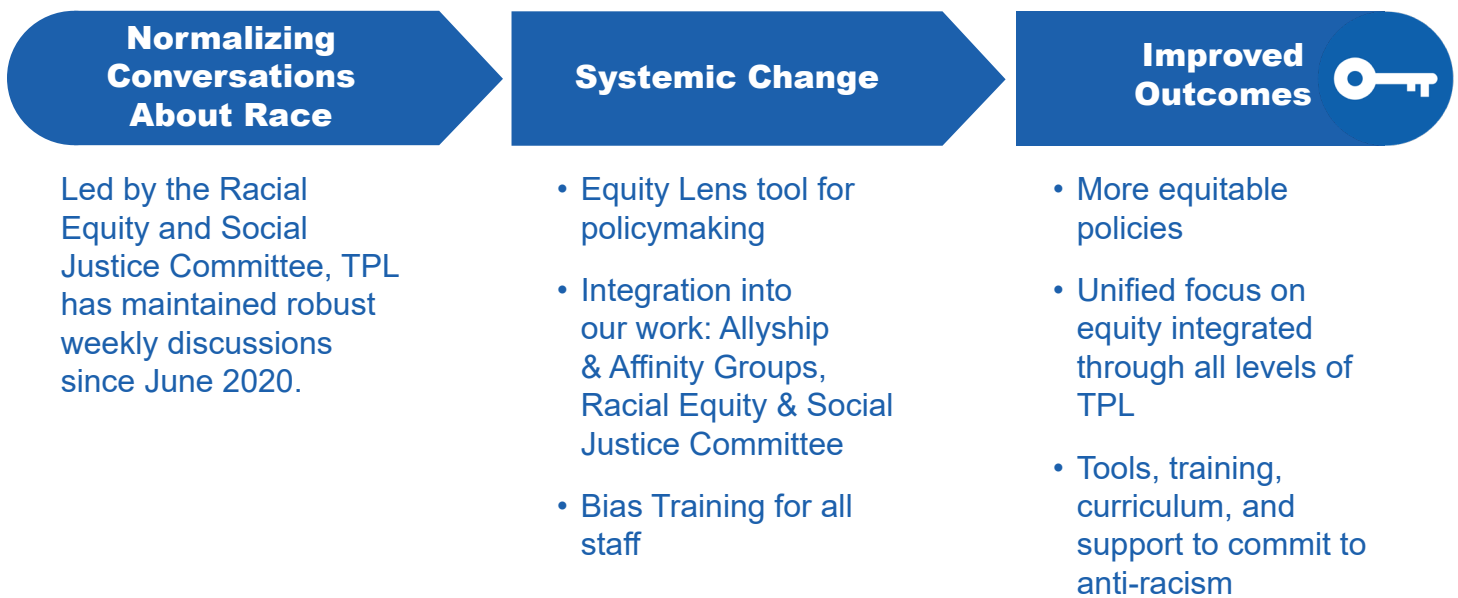 Normalizing
Conversations
About Race
Led by the Racial
Equity and Social
Justice Committee, TPL
has maintained robust
weekly discussions
since June 2020.
Systemic Change
• Equity Lens tool for
policymaking
• Integration into
our work: Allyship
& Affinity Groups,
Racial Equity & Social
Justice Committee
• Bias Training for all
staff
Improved
Outcomes
• More equitable
policies
• Unified focus on
equity integrated
through all levels of
TPL
• Tools, training,
curriculum, and
support to commit to
anti-racism